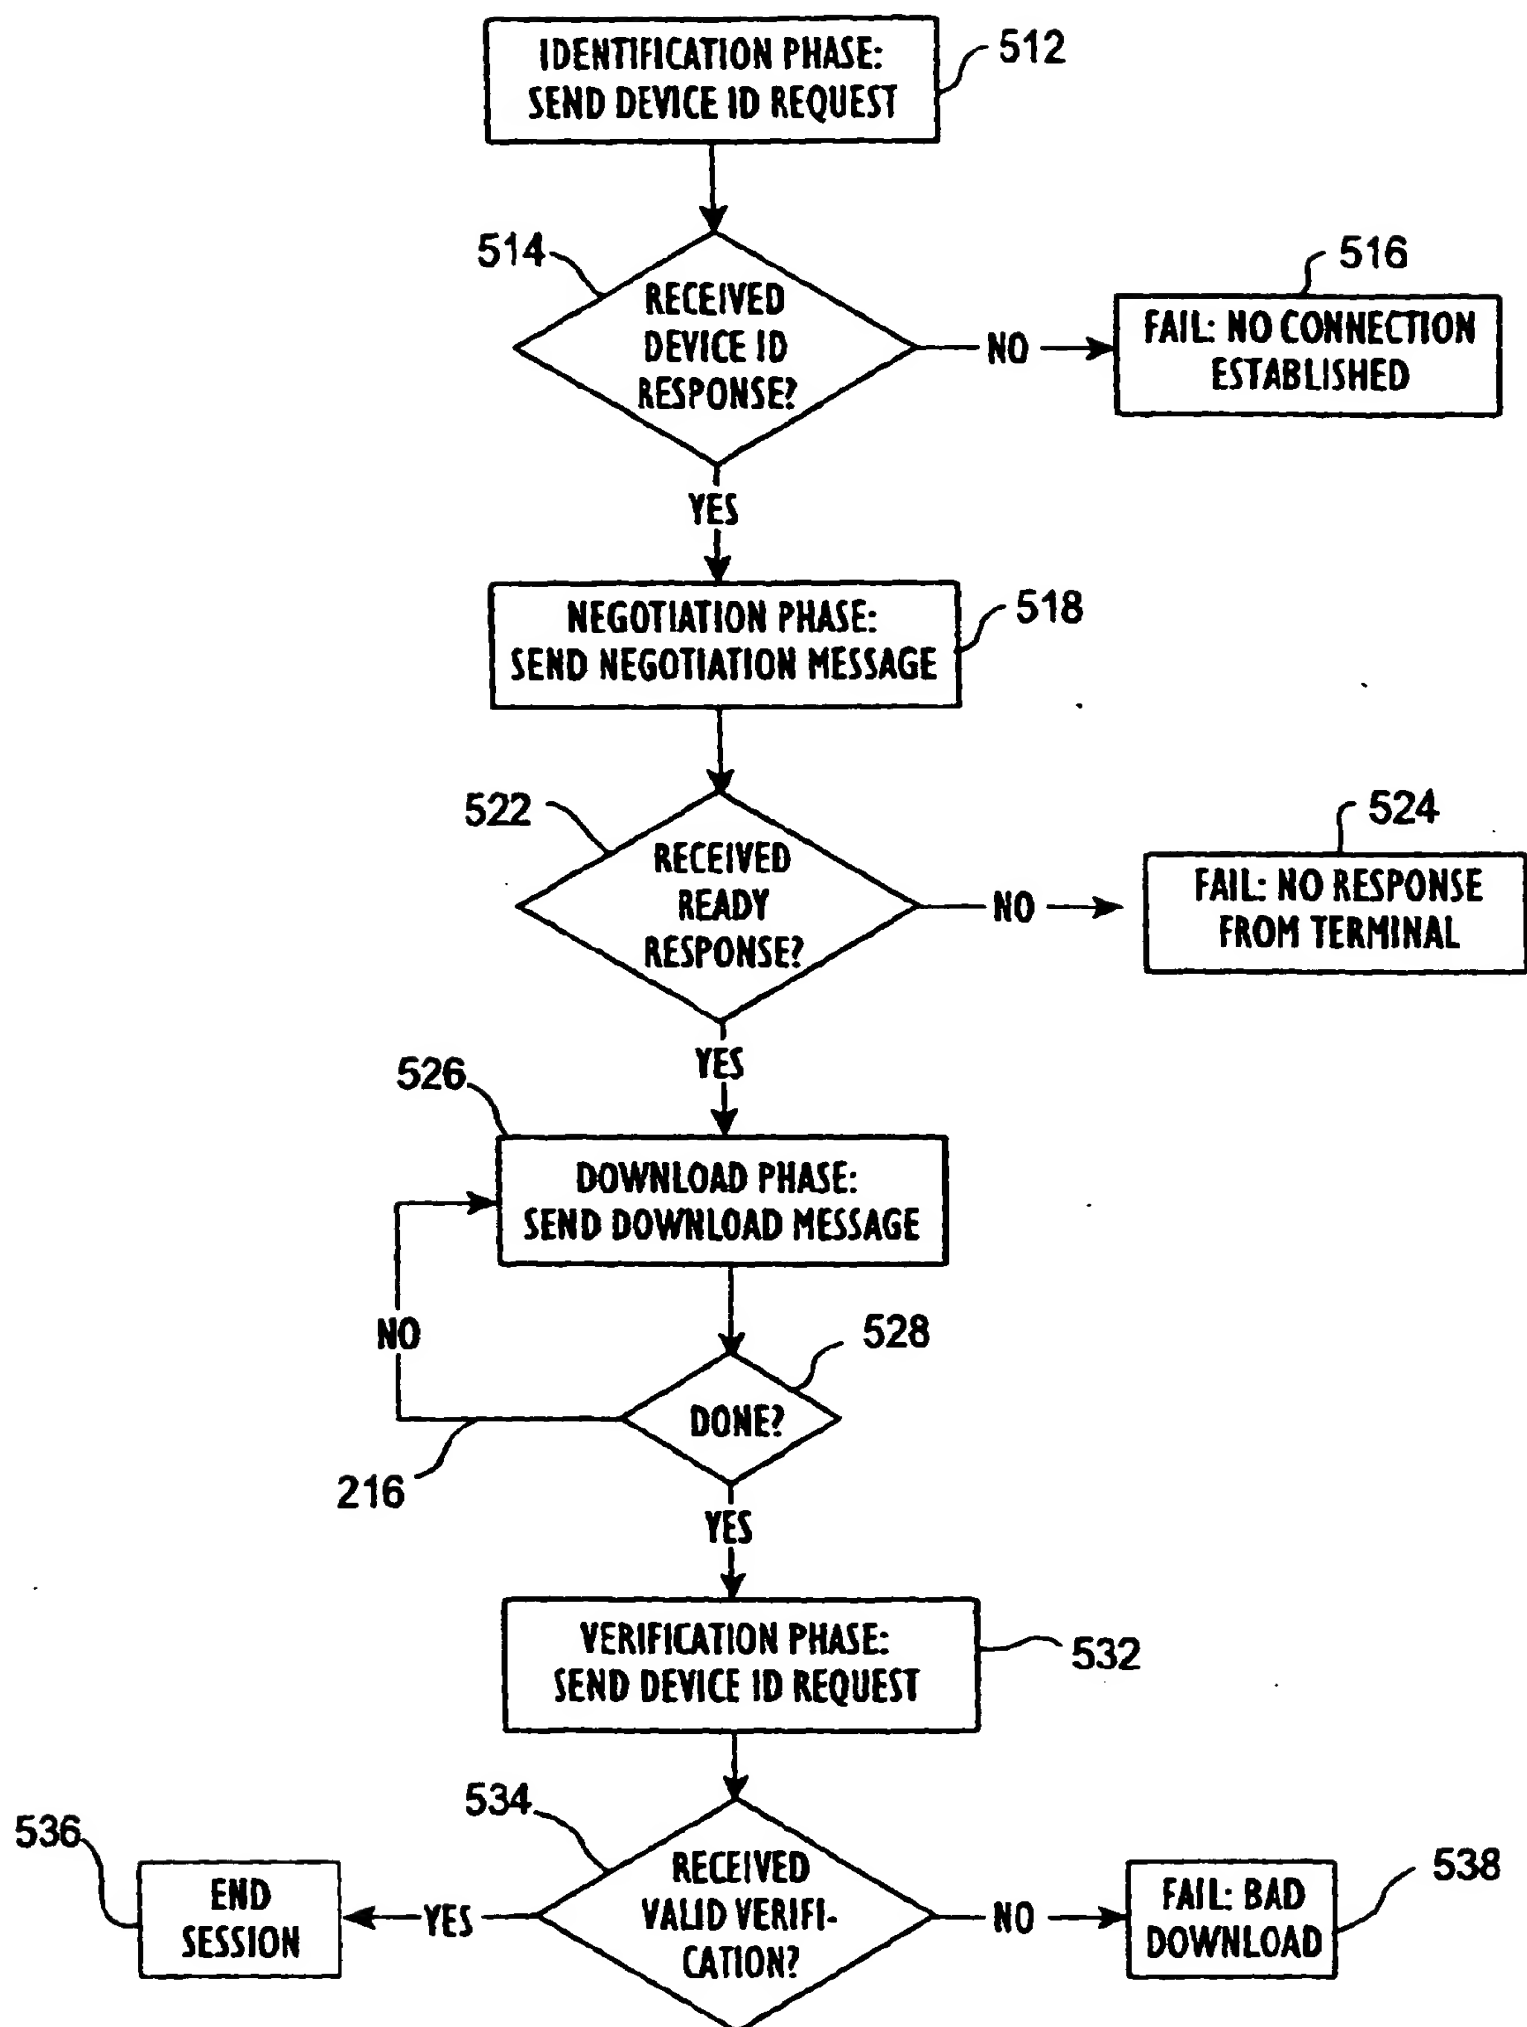 IDENTIFICATION PHASE:
SEND DEVICE ID REQUEST
512
514
RECEIVED
DEVICE ID
RESPONSE?
NO
516
FAIL: NO CONNECTION
ESTABLISHED
YES
NEGOTIATION PHASE:
SEND NEGOTIATION MESSAGE
518
522
RECEIVED
READY
RESPONSE?
NO
524
FAIL: NO RESPONSE
FROM TERMINAL
YES
526
DOWNLOAD PHASE:
SEND DOWNLOAD MESSAGE
NO
528
DONE?
216
YES
VERIFICATION PHASE:
SEND DEVICE ID REQUEST
532
534
RECEIVED
VALID VERIFI-
CATION?
YES
536
END
SESSION
NO
538
FAIL: BAD
DOWNLOAD